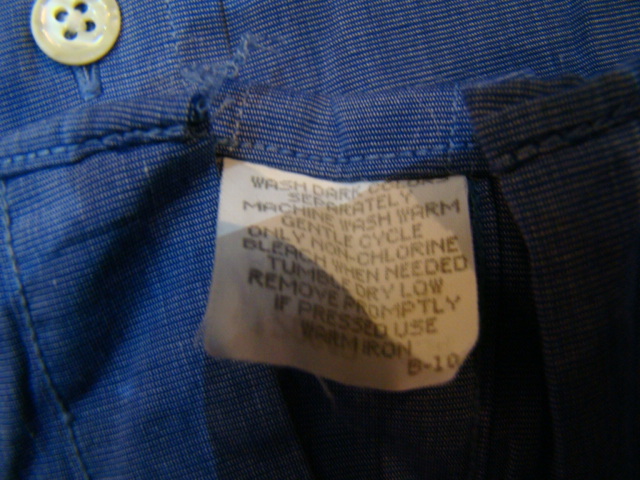 WASH DARK COLORS
SEPARATELY
MACHINE WASH WARM
GENTLE CYCLE
ONLY NON-CHLORINE
BLEACH WHEN NEEDED
TUMBLE DRY LOW
REMOVE PROMPTLY
IF PRESSED USE
WARM IRON
B-10